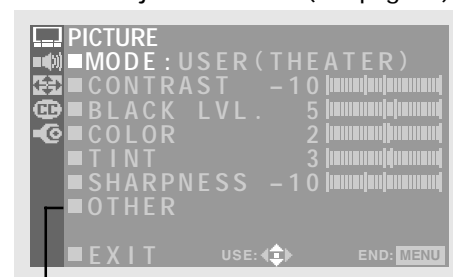 PICTURE
MODE:USER(THEATER)
CONTRAST -10
BLACK LVL. 5
COLOR 2
TINT 3
SHARPNESS -10
OTHER
EXIT USE: END: MENU